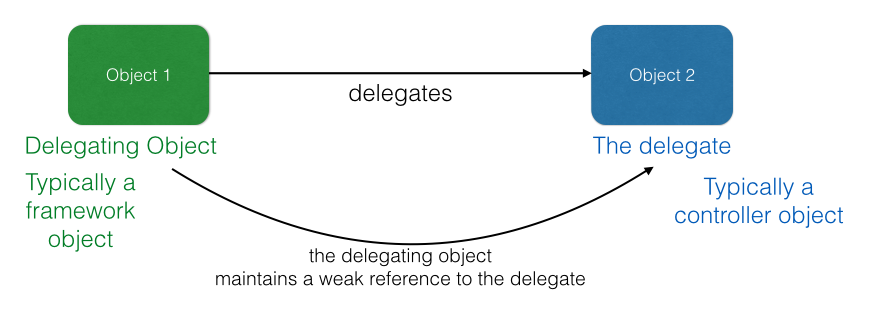 Object 1
Object 2
delegates
Delegating Object
The delegate
Typically a
framework
object
Typically a
controller object
the delegating object
maintains a weak reference to the delegate